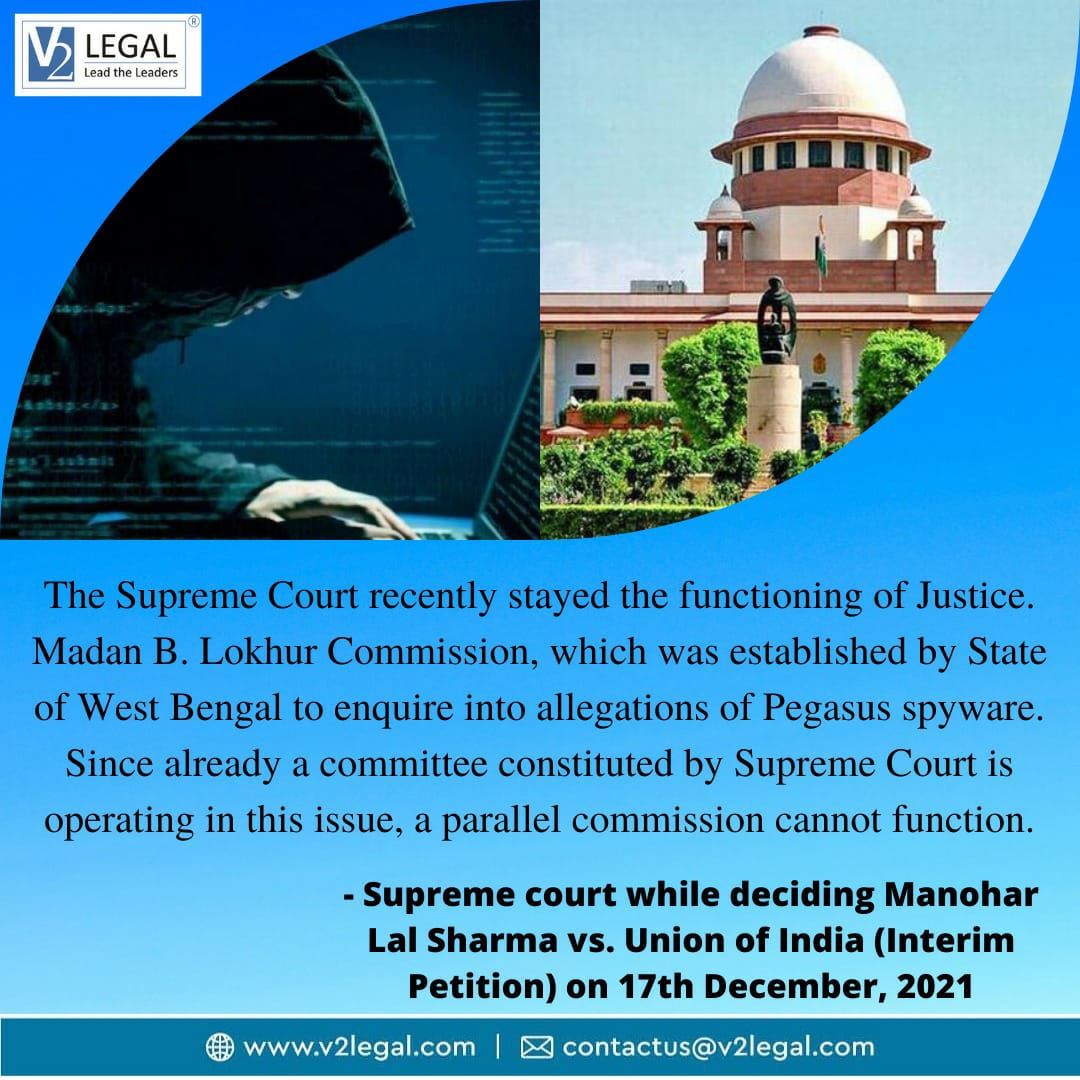 V2 LEGAL ®
Lead the Leaders
The Supreme Court recently stayed the functioning of Justice.
Madan B. Lokhur Commission, which was established by State
of West Bengal to enquire into allegations of Pegasus spyware.
Since already a committee constituted by Supreme Court is
operating in this issue, a parallel commission cannot function.
- Supreme court while deciding Manohar
Lal Sharma vs. Union of India (Interim
Petition) on 17th December, 2021
www.v2legal.com | contactus@v2legal.com